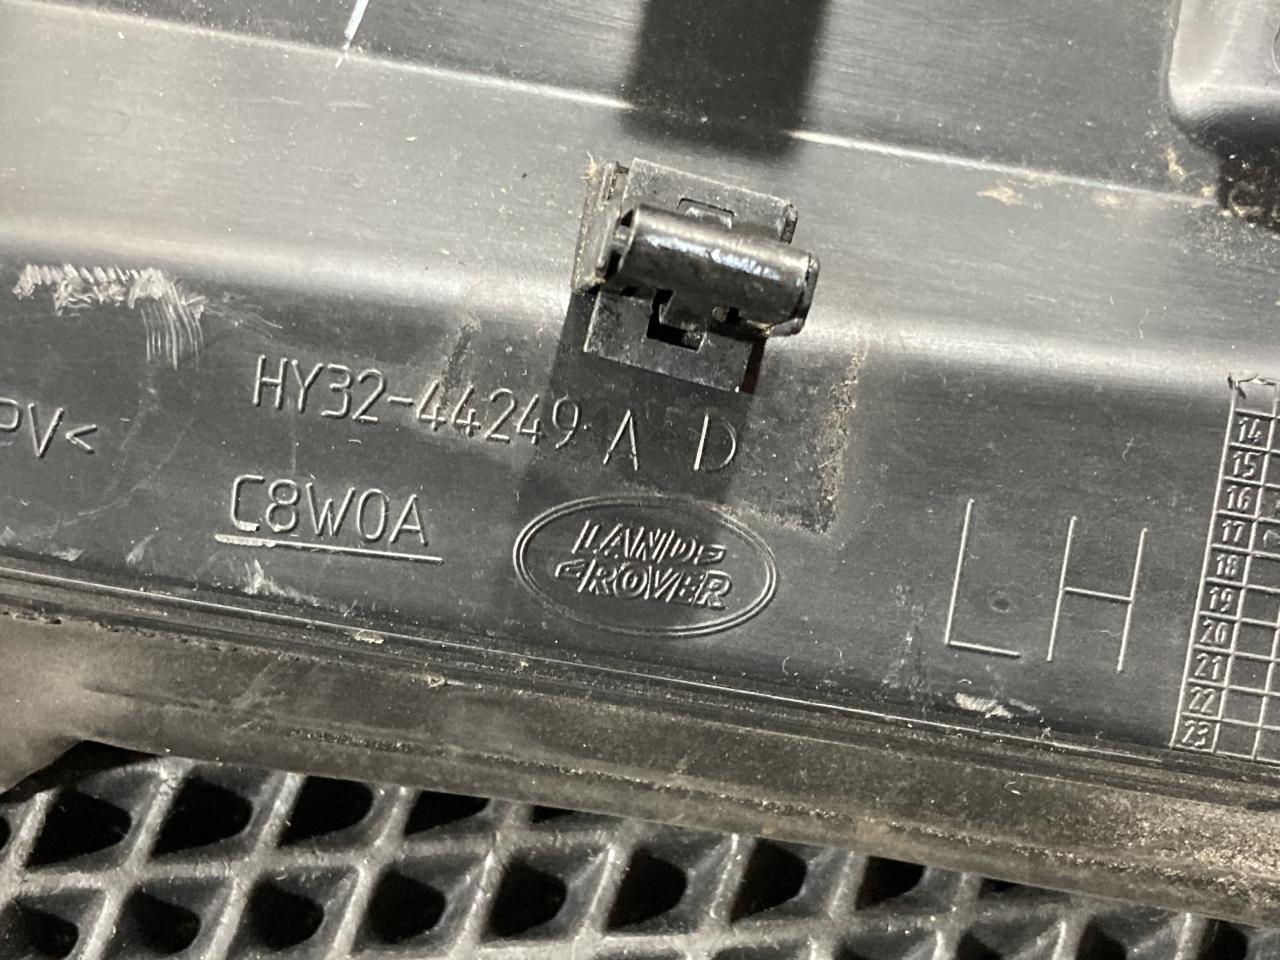 HY32-44249 A D
PV<
C8W0A
LAND-
ROVER
LH
14
15
16
17
18
19
20
21
22
23